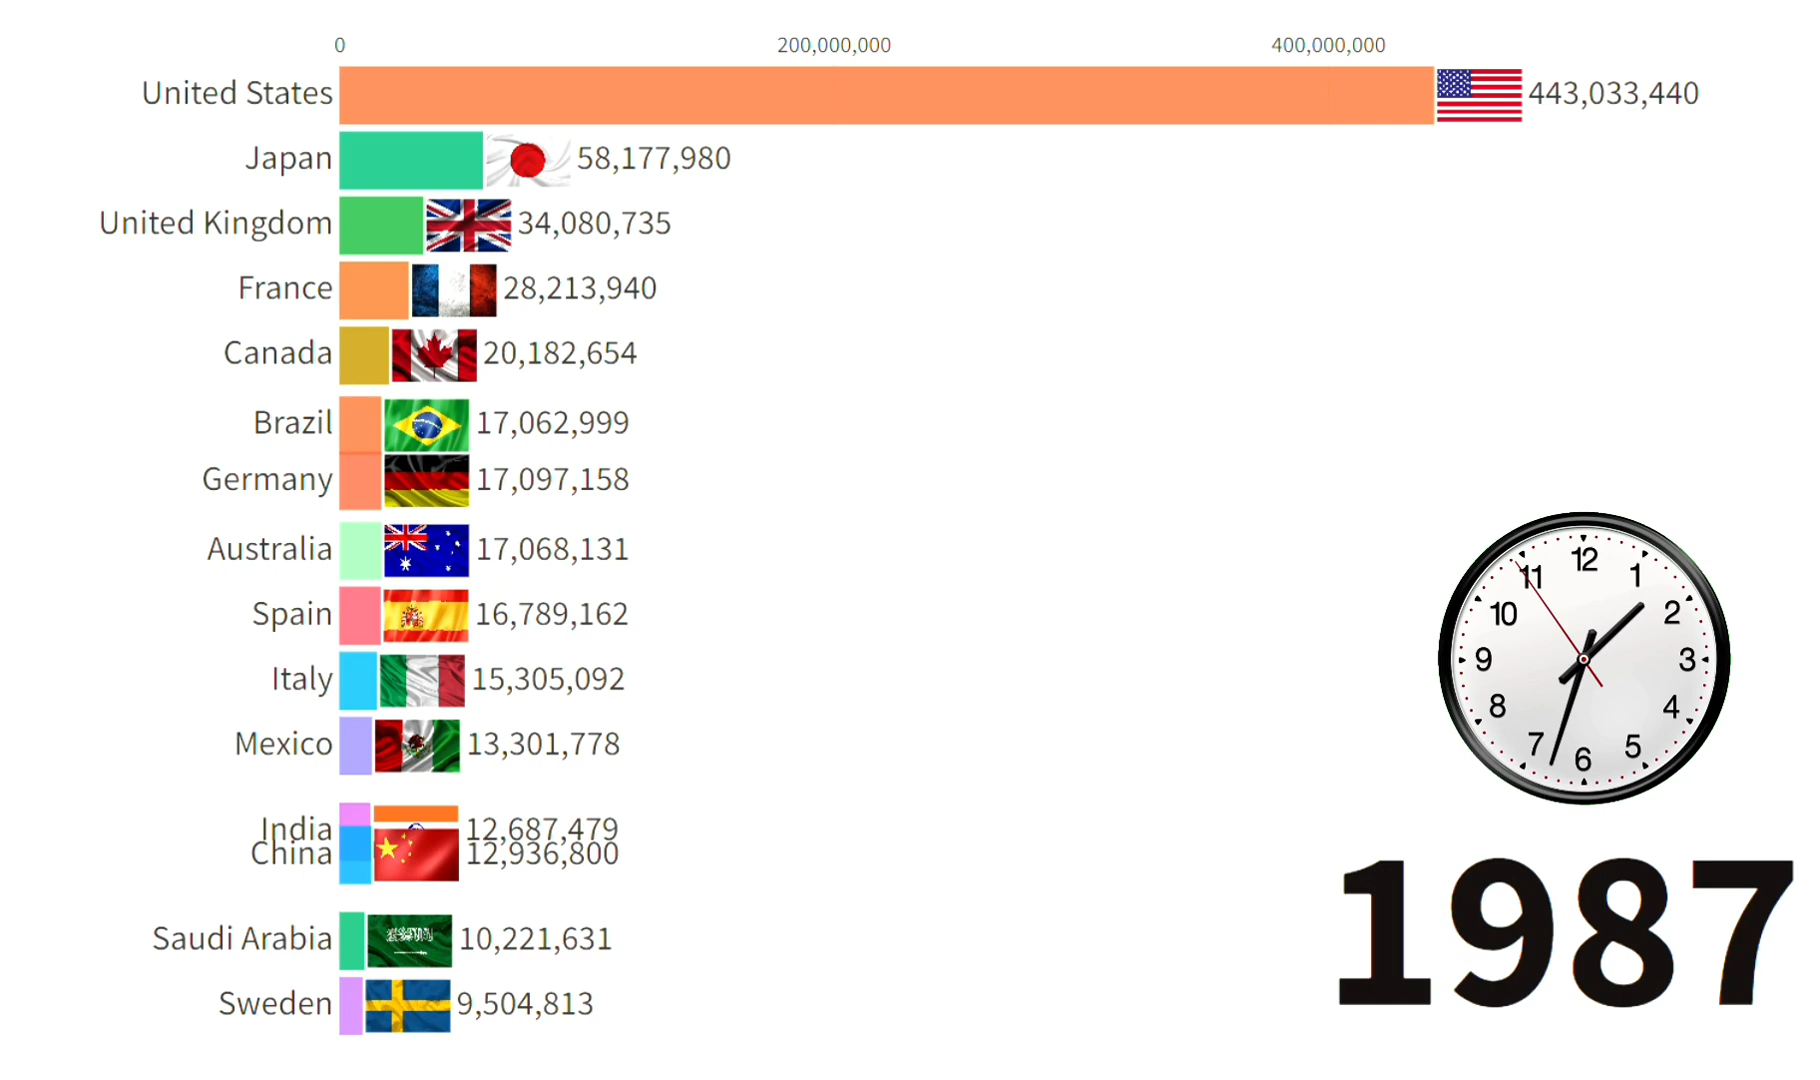 0 200,000,000 400,000,000
United States 443,033,440
Japan 58,177,980
United Kingdom 34,080,735
France 28,213,940
Canada 20,182,654
Brazil 17,062,999
Germany 17,097,158
Australia 17,068,131
Spain 16,789,162
Italy 15,305,092
Mexico 13,301,778
India 12,687,479
China 12,936,800
Saudi Arabia 10,221,631
Sweden 9,504,813
12
11 1
10 2
9 3
8 4
7 5
6
1987